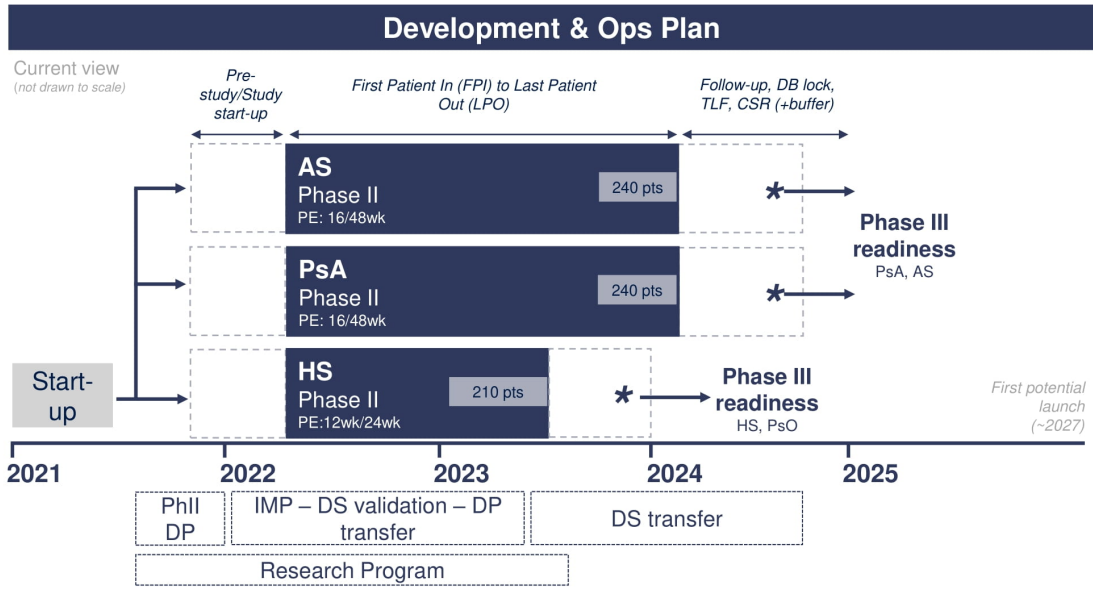 Development & Ops Plan
Current view
(not drawn to scale)
Pre-
study/Study
start-up
First Patient In (FPI) to Last Patient
Out (LPO)
Follow-up, DB lock,
TLF, CSR (+buffer)
AS
Phase II
PE: 16/48wk
240 pts
*
PsA
Phase II
PE: 16/48wk
240 pts
*
Phase III
readiness
PsA, AS
Start-
up
HS
Phase II
PE:12wk/24wk
210 pts
*
Phase III
readiness
HS, PsO
First potential
launch
(~2027)
2021
2022
2023
2024
2025
PhII
DP
IMP – DS validation – DP
transfer
DS transfer
Research Program